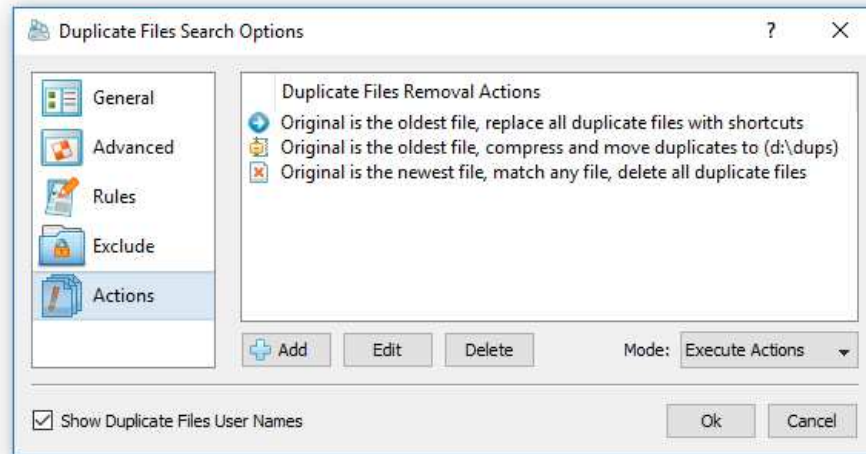 Duplicate Files Search Options
?
General
Advanced
Rules
Exclude
Actions
Duplicate Files Removal Actions
Original is the oldest file, replace all duplicate files with shortcuts
Original is the oldest file, compress and move duplicates to (d:\dups)
Original is the newest file, match any file, delete all duplicate files
Add Edit Delete Mode: Execute Actions
Show Duplicate Files User Names Ok Cancel